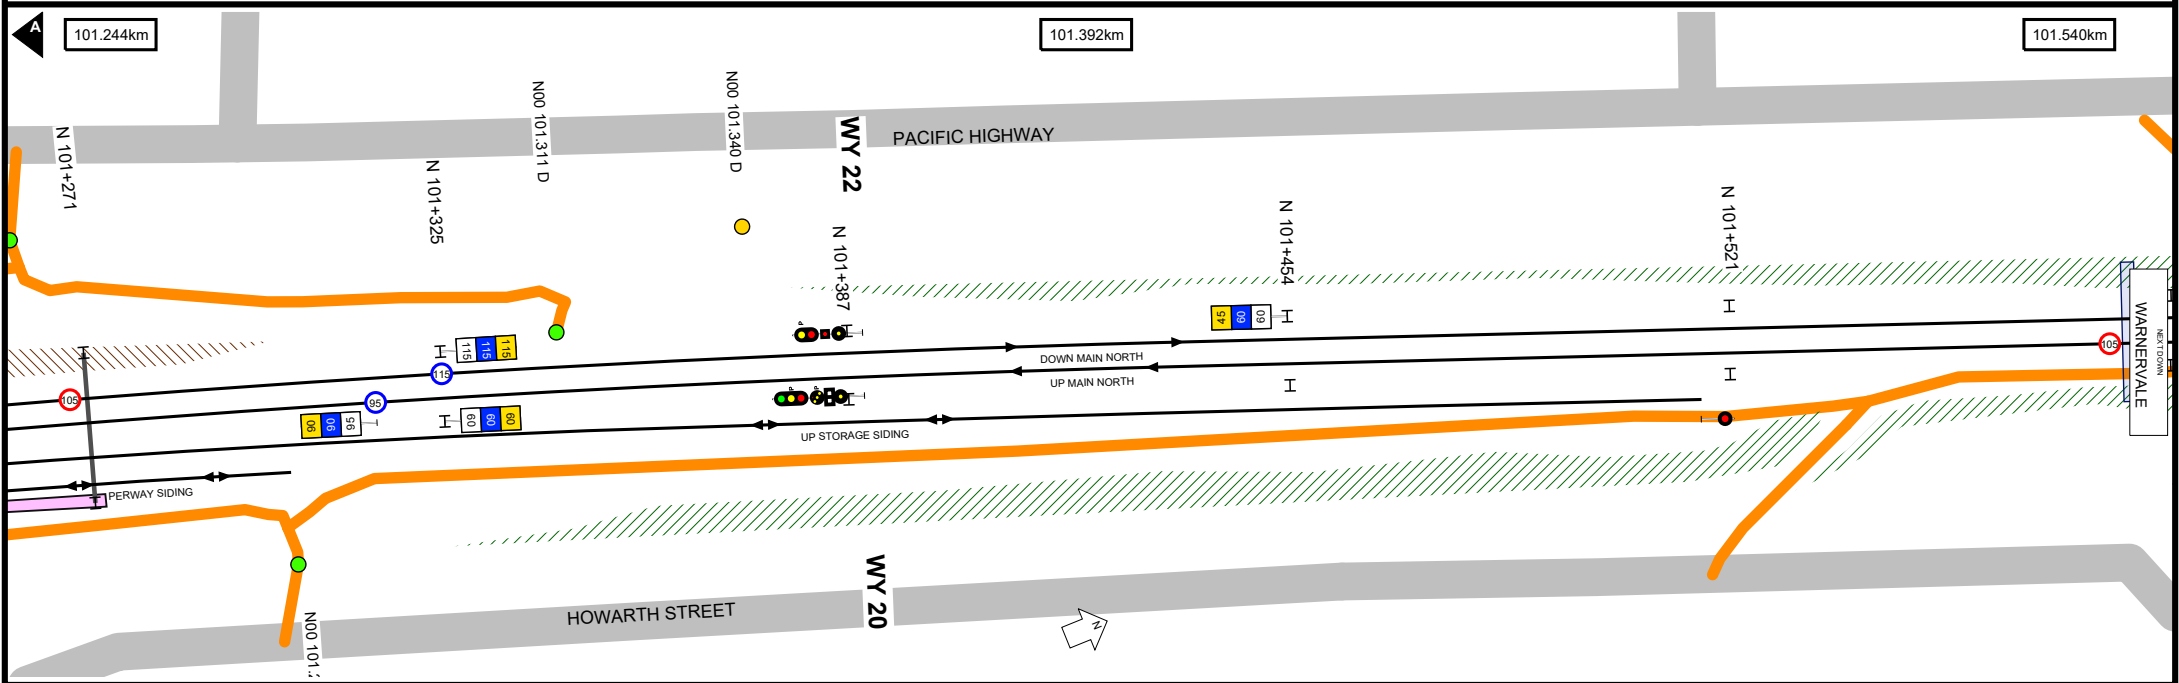 A
101.244km
101.392km
101.540km
N 101+271
N 101+325
N00 101.311 D
N00 101.340 D
WY 22
PACIFIC HIGHWAY
N 101+387
N 101+454
N 101+521
P
45 60 60
115 115 115
105
115
95
DOWN MAIN NORTH
UP MAIN NORTH
105
WARNERVALE
NEXT DOWN
90 90 95
60 60 60
P P
UP STORAGE SIDING
PERWAY SIDING
WY 20
HOWARTH STREET
N
N00 101.